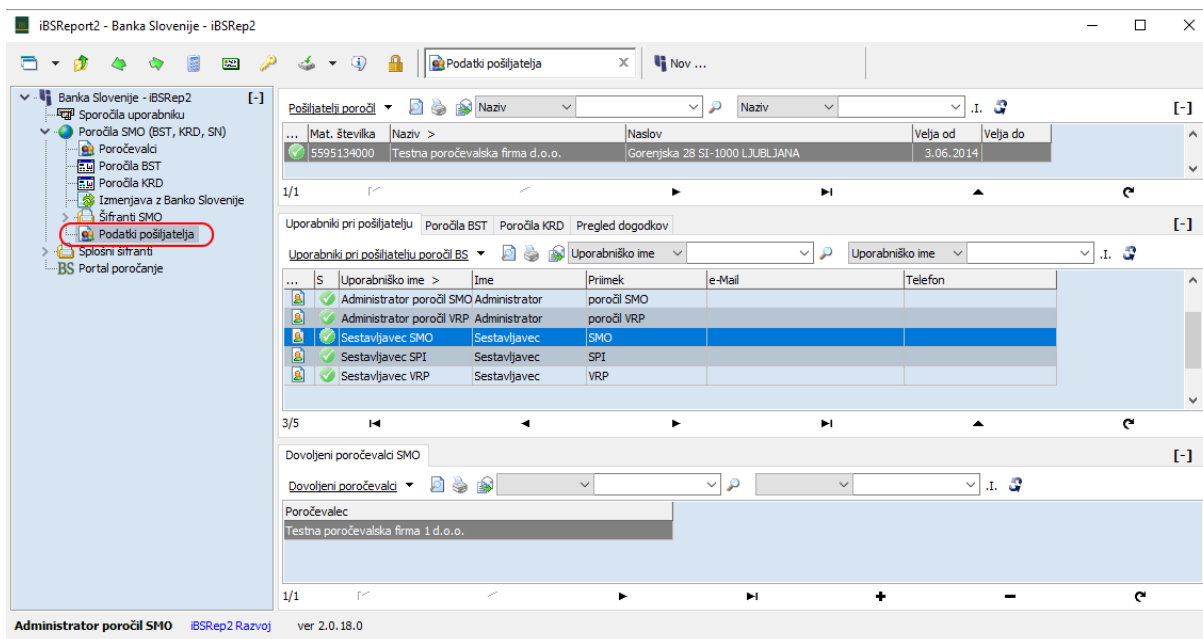 iBSReport2 - Banka Slovenije - iBSRep2
Podatki pošiljatelja
Nov ...
Banka Slovenije - iBSRep2 [-]
Sporočila uporabniku
Poročila SMO (BST, KRD, SN)
Poročevalci
Poročila BST
Poročila KRD
Izmenjava z Banko Slovenije
Šifranti SMO
Podatki pošiljatelja
Splošni šifranti
BS Portal poročanje
Pošiljatelji poročil Naziv Naziv .I. [-]
... Mat. številka Naziv > Naslov Velja od Velja do
5595134000 Testna poročevalska firma d.o.o. Gorenjska 28 SI-1000 LJUBLJANA 3.06.2014
1/1
Uporabniki pri pošiljatelju Poročila BST Poročila KRD Pregled dogodkov [-]
Uporabniki pri pošiljatelju poročil BS Uporabniško ime Uporabniško ime .I.
... S Uporabniško ime > Ime Priimek e-Mail Telefon
Administrator poročil SMO Administrator poročil SMO
Administrator poročil VRP Administrator poročil VRP
Sestavljavec SMO Sestavljavec SMO
Sestavljavec SPI Sestavljavec SPI
Sestavljavec VRP Sestavljavec VRP
3/5
Dovoljeni poročevalci SMO [-]
Dovoljeni poročevalci .I.
Poročevalec
Testna poročevalska firma 1 d.o.o.
1/1
Administrator poročil SMO iBSRep2 Razvoj ver 2.0.18.0